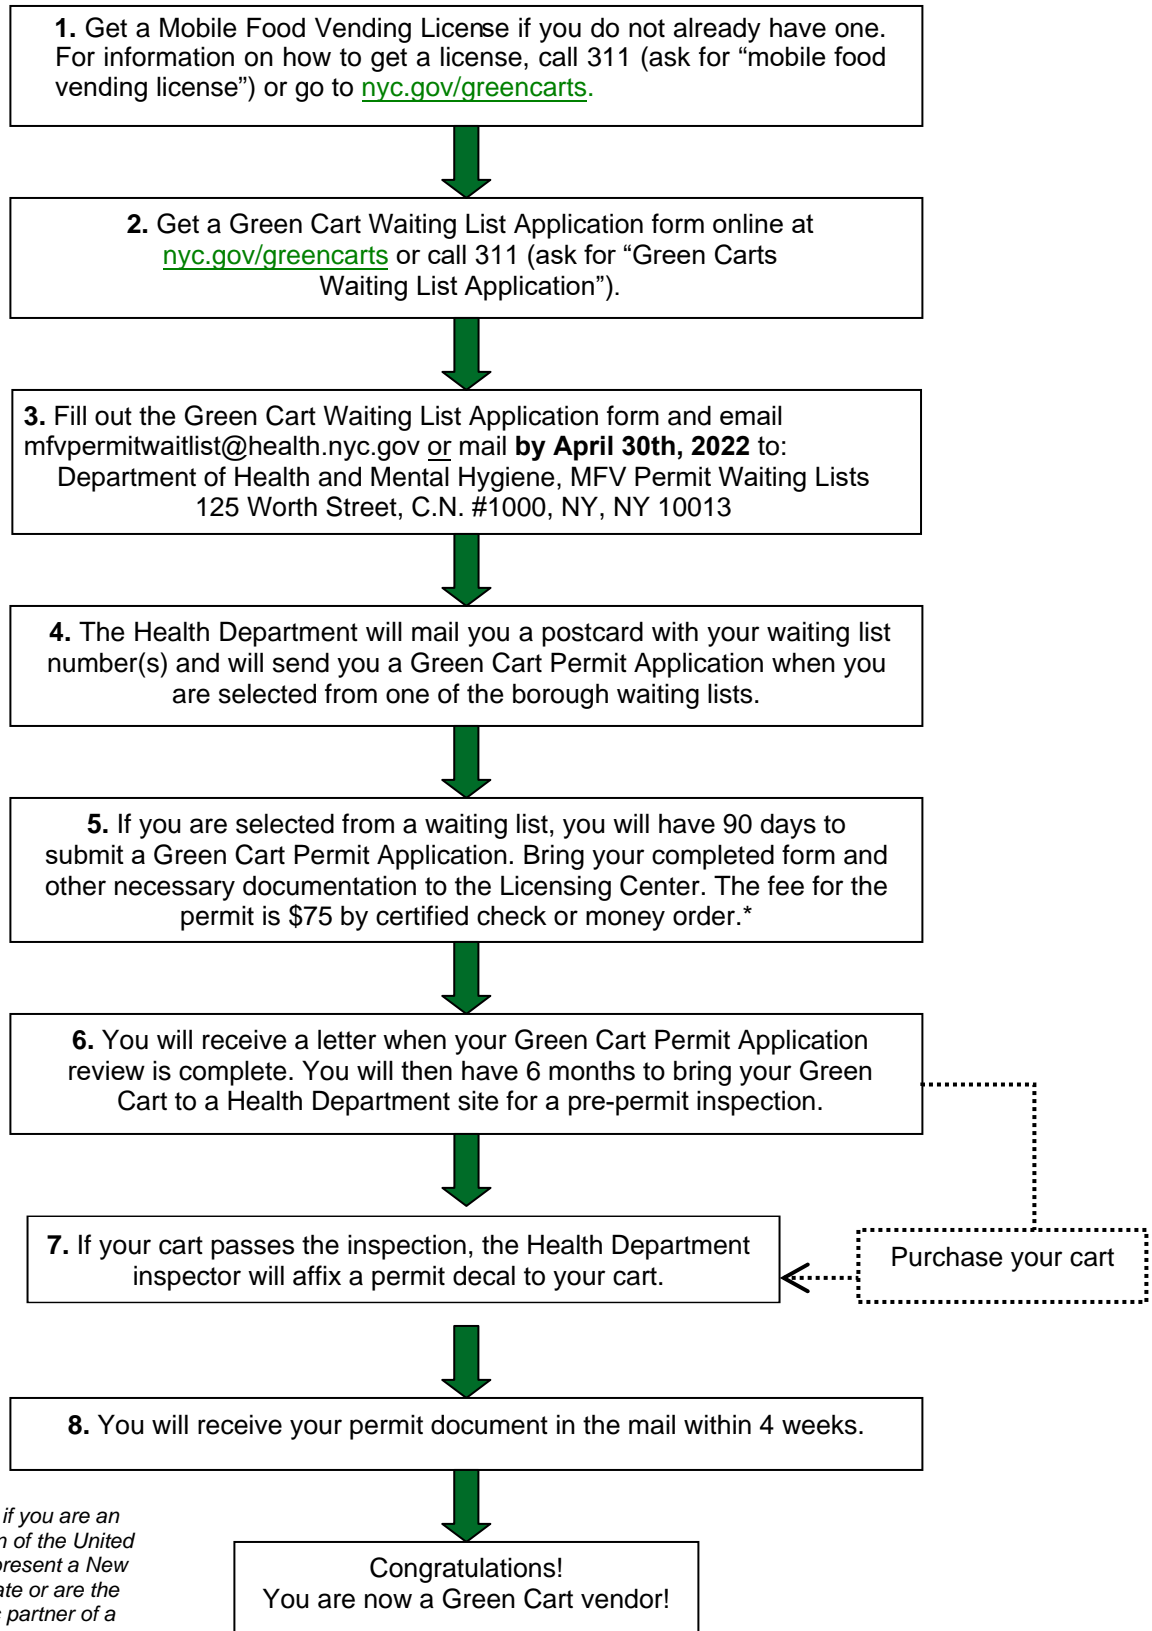 1. Get a Mobile Food Vending License if you do not already have one.
For information on how to get a license, call 311 (ask for “mobile food
vending license”) or go to nyc.gov/greencarts.
2. Get a Green Cart Waiting List Application form online at
nyc.gov/greencarts or call 311 (ask for “Green Carts
Waiting List Application”).
3. Fill out the Green Cart Waiting List Application form and email
mfvpermitwaitlist@health.nyc.gov or mail by April 30th, 2022 to:
Department of Health and Mental Hygiene, MFV Permit Waiting Lists
125 Worth Street, C.N. #1000, NY, NY 10013
4. The Health Department will mail you a postcard with your waiting list
number(s) and will send you a Green Cart Permit Application when you
are selected from one of the borough waiting lists.
5. If you are selected from a waiting list, you will have 90 days to
submit a Green Cart Permit Application. Bring your completed form and
other necessary documentation to the Licensing Center. The fee for the
permit is $75 by certified check or money order.*
6. You will receive a letter when your Green Cart Permit Application
review is complete. You will then have 6 months to bring your Green
Cart to a Health Department site for a pre-permit inspection.
7. If your cart passes the inspection, the Health Department
inspector will affix a permit decal to your cart.
Purchase your cart
8. You will receive your permit document in the mail within 4 weeks.
if you are an
of the United
present a New
or are the
partner of a
Congratulations!
You are now a Green Cart vendor!